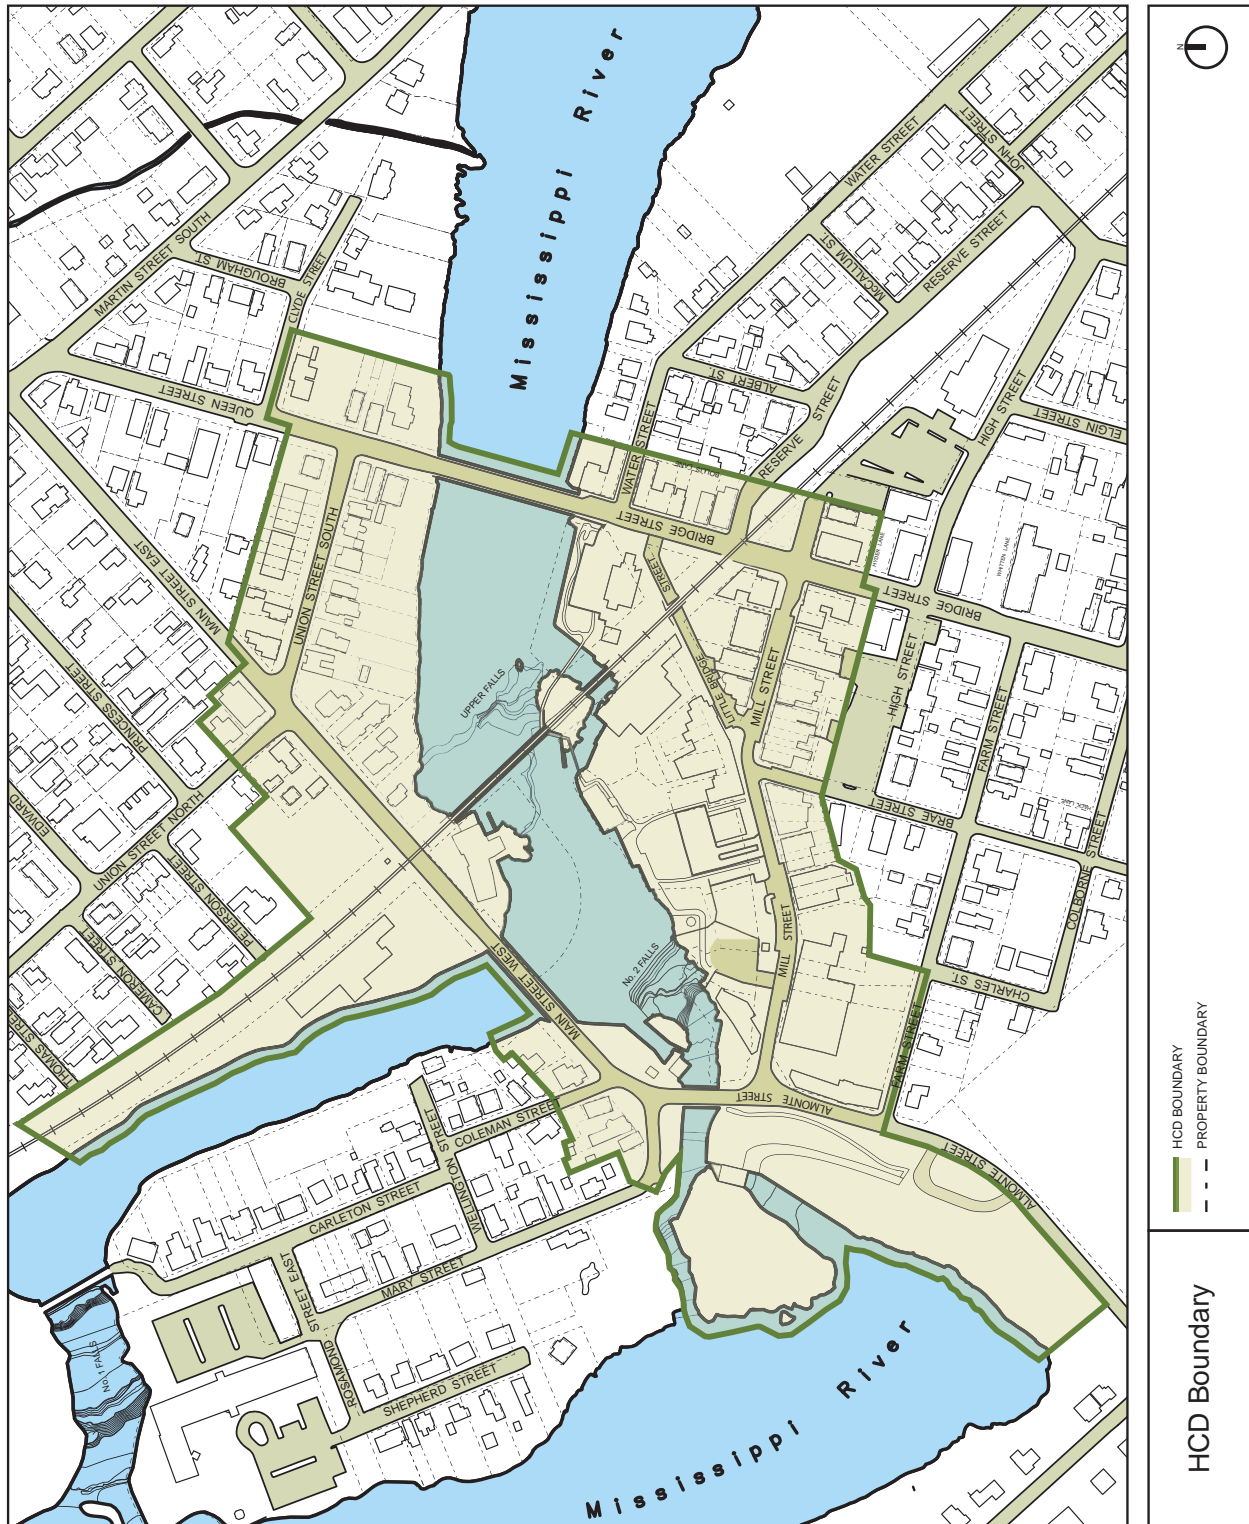 Mississippi River
Mississippi River
MARTIN STREET SOUTH
BROUGHAM ST.
CLYDE STREET
QUEEN STREET
MAIN STREET EAST
UNION STREET SOUTH
PRINCESS STREET
EDWARD
UNION STREET NORTH
PETERSON STREET
CAMERON STREET
THOMAS STREET
UPPER FALLS
No. 2 FALLS
No. 1 FALLS
MAIN STREET WEST
COLEMAN STREET
WELLINGTON STREET
CARLETON STREET
MARY STREET
ROSAMOND STREET EAST
SHEPHERD STREET
WATER STREET
WATER STREET
JOHN STREET
McCALLUM ST.
RESERVE STREET
RESERVE STREET
ALBERT ST.
HIGH STREET
HIGH STREET
ELGIN STREET
WHITTEN LANE
BRIDGE STREET
BRIDGE STREET
LITTLE BRIDGE STREET
MILL STREET
MILL STREET
BRAE STREET
FARM STREET
FARM STREET
COLBORNE STREET
CHARLES ST.
ALMONTE STREET
ALMONTE STREET
N
HCD BOUNDARY
PROPERTY BOUNDARY
HCD Boundary